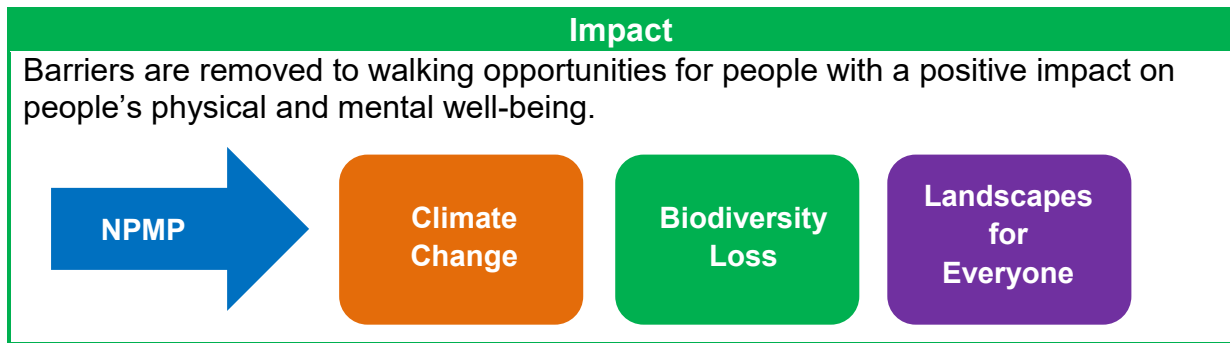 Impact
Barriers are removed to walking opportunities for people with a positive impact on
people’s physical and mental well-being.
NPMP
Climate
Change
Biodiversity
Loss
Landscapes
for
Everyone